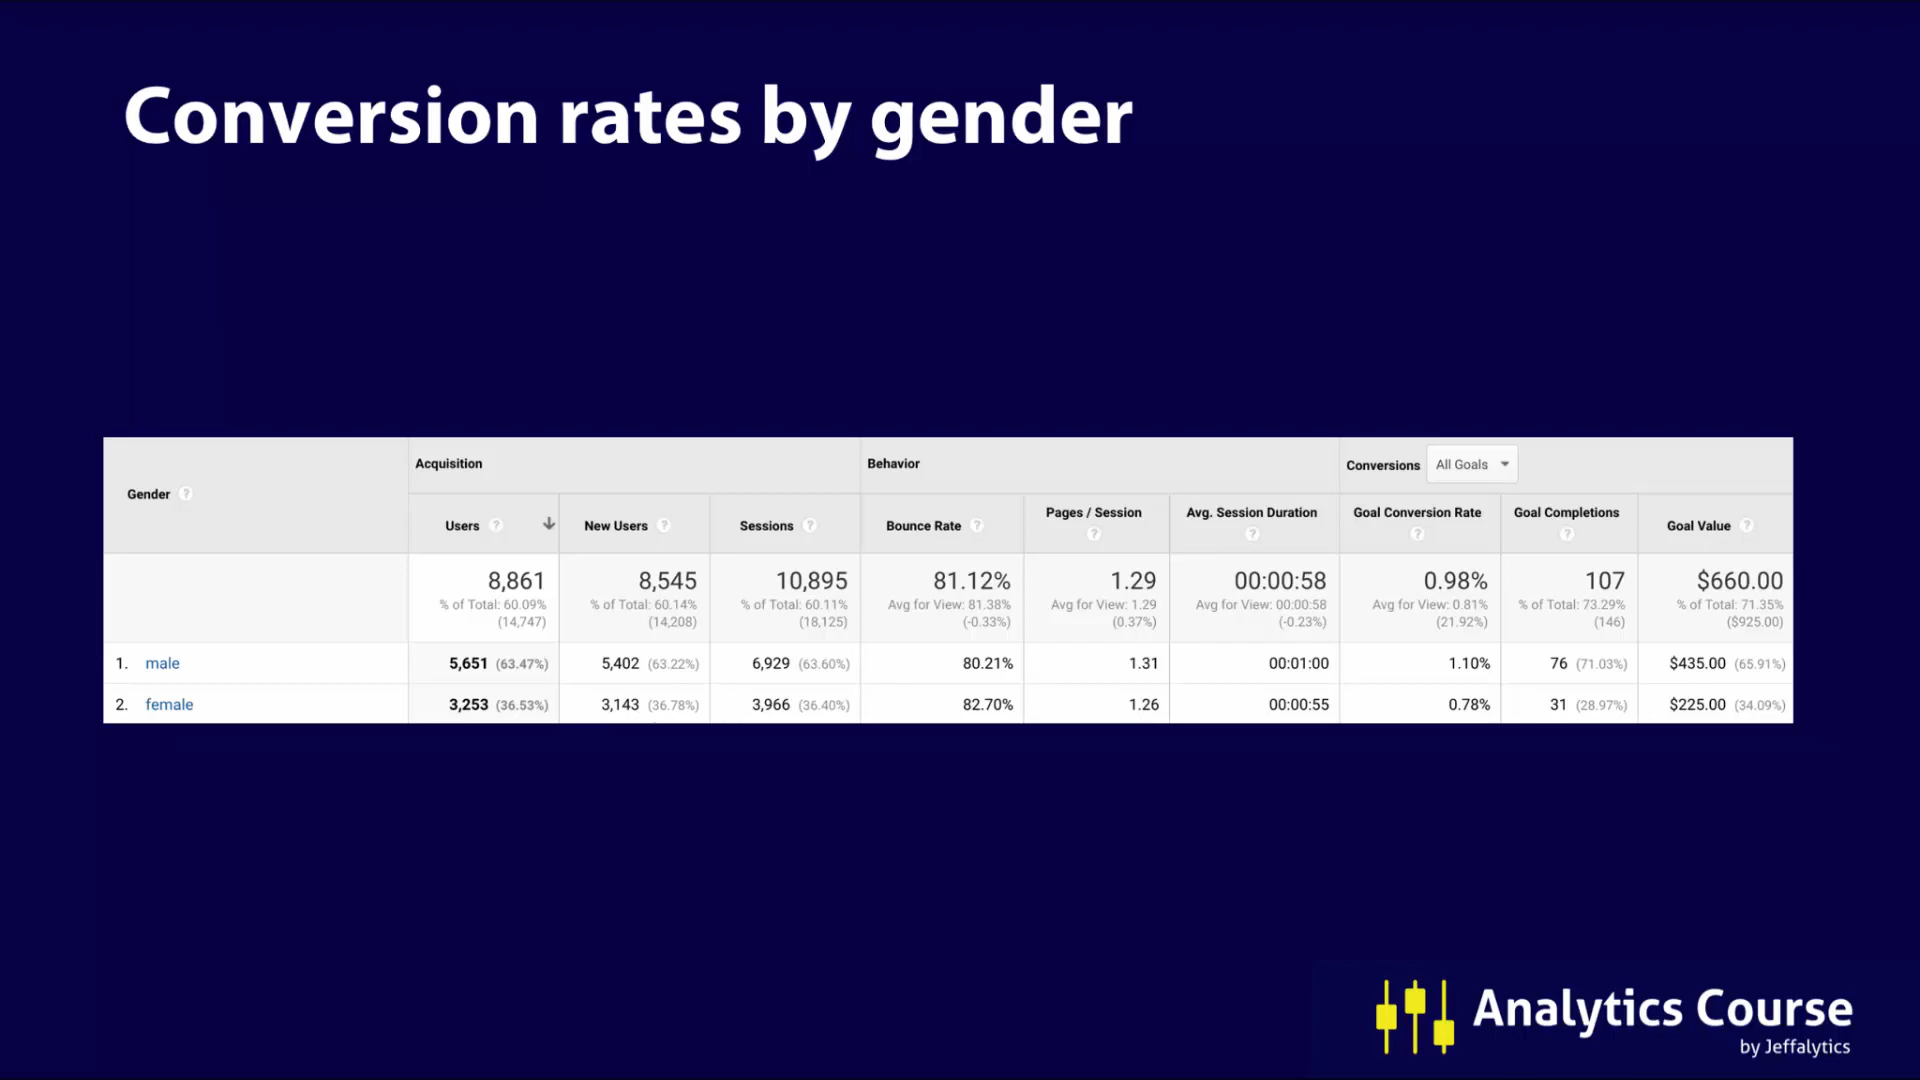 Conversion rates by gender
Gender ?
Acquisition
Behavior
Conversions All Goals
Users ?
New Users ?
Sessions ?
Bounce Rate ?
Pages / Session ?
Avg. Session Duration ?
Goal Conversion Rate ?
Goal Completions ?
Goal Value ?
8,861 8,545 10,895 81.12% 1.29 00:00:58 0.98% 107 $660.00
% of Total: 60.09% % of Total: 60.14% % of Total: 60.11% Avg for View: 81.38% Avg for View: 1.29 Avg for View: 00:00:58 Avg for View: 0.81% % of Total: 73.29% % of Total: 71.35%
(14,747) (14,208) (18,125) (-0.33%) (0.37%) (-0.23%) (21.92%) (146) ($925.00)
1. male 5,651 (63.47%) 5,402 (63.22%) 6,929 (63.60%) 80.21% 1.31 00:01:00 1.10% 76 (71.03%) $435.00 (65.91%)
2. female 3,253 (36.53%) 3,143 (36.78%) 3,966 (36.40%) 82.70% 1.26 00:00:55 0.78% 31 (28.97%) $225.00 (34.09%)
Analytics Course
by Jeffalytics